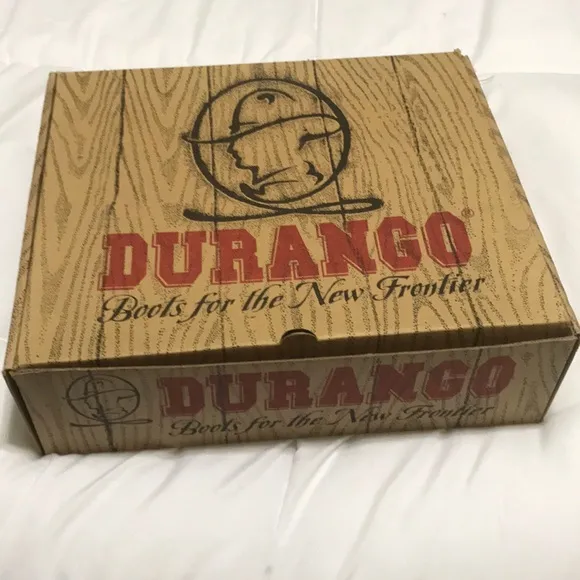 DURANGO®
Boots for the New Frontier
DURANGO
Boots for the New Frontier